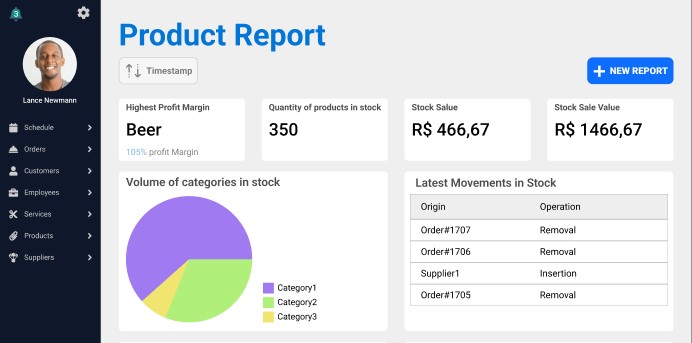 3
Lance Newmann
Schedule
Orders
Customers
Employees
Services
Products
Suppliers
Product Report
Timestamp
NEW REPORT
Highest Profit Margin
Beer
105% profit Margin
Quantity of products in stock
350
Stock Salue
R$ 466,67
Stock Sale Value
R$ 1466,67
Volume of categories in stock
Category1
Category2
Category3
Latest Movements in Stock
Origin Operation
Order#1707 Removal
Order#1706 Removal
Supplier1 Insertion
Order#1705 Removal